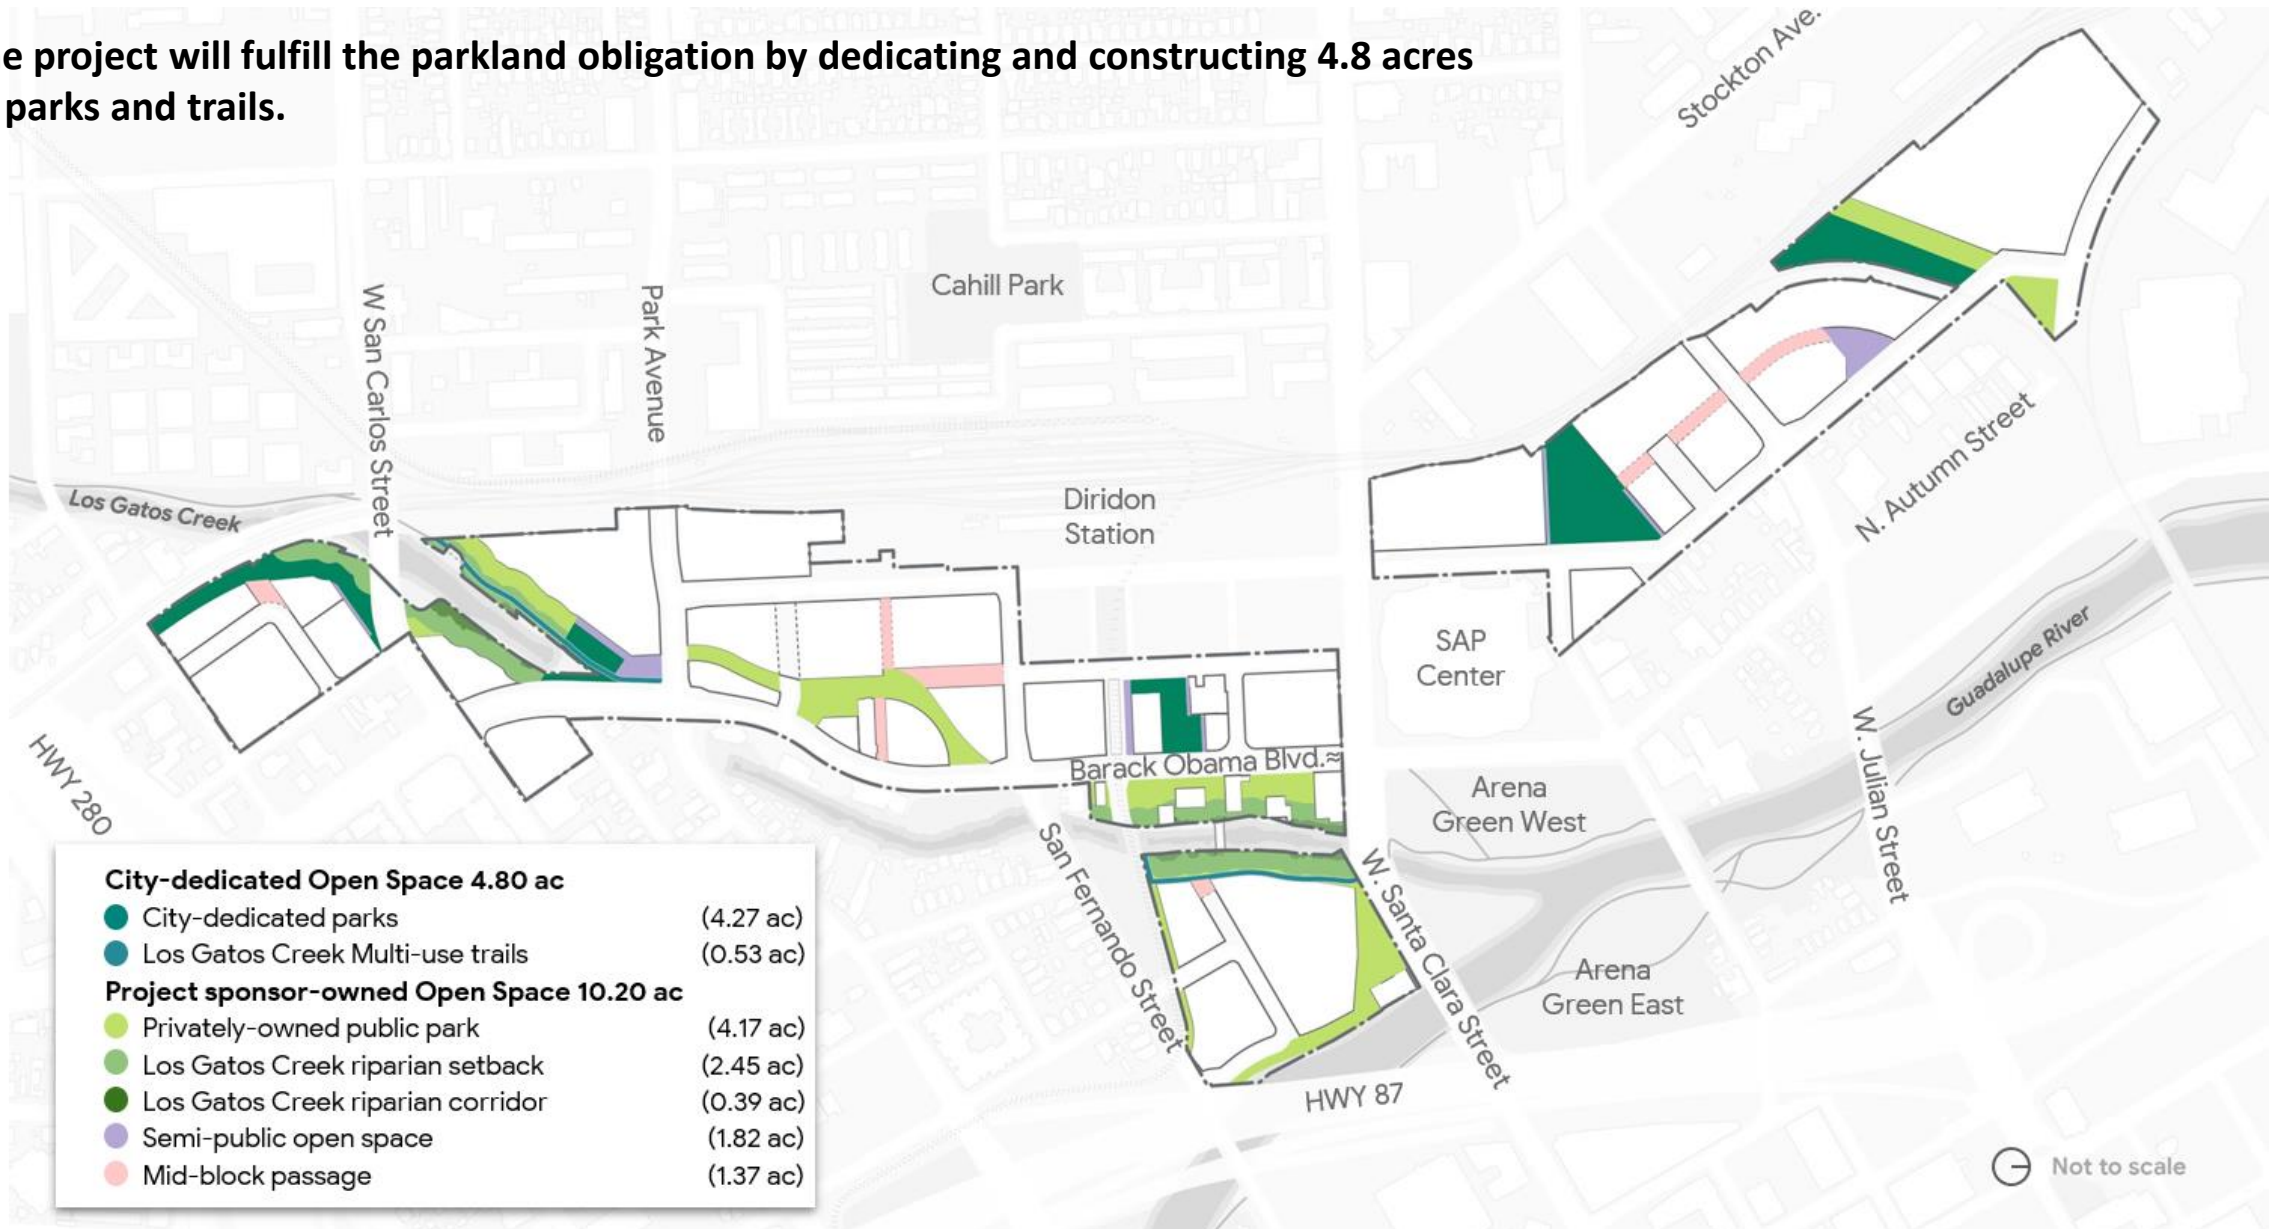 e project will fulfill the parkland obligation by dedicating and constructing 4.8 acres
parks and trails.
Stockton Ave.
Cahill Park
W San Carlos Street
Park Avenue
Los Gatos Creek
Diridon
Station
N. Autumn Street
SAP
Center
Guadalupe River
HWY 280
Barack Obama Blvd.
Arena
Green West
W. Julian Street
San Fernando Street
W. Santa Clara Street
Arena
Green East
HWY 87
City-dedicated Open Space 4.80 ac
City-dedicated parks (4.27 ac)
Los Gatos Creek Multi-use trails (0.53 ac)
Project sponsor-owned Open Space 10.20 ac
Privately-owned public park (4.17 ac)
Los Gatos Creek riparian setback (2.45 ac)
Los Gatos Creek riparian corridor (0.39 ac)
Semi-public open space (1.82 ac)
Mid-block passage (1.37 ac)
Not to scale